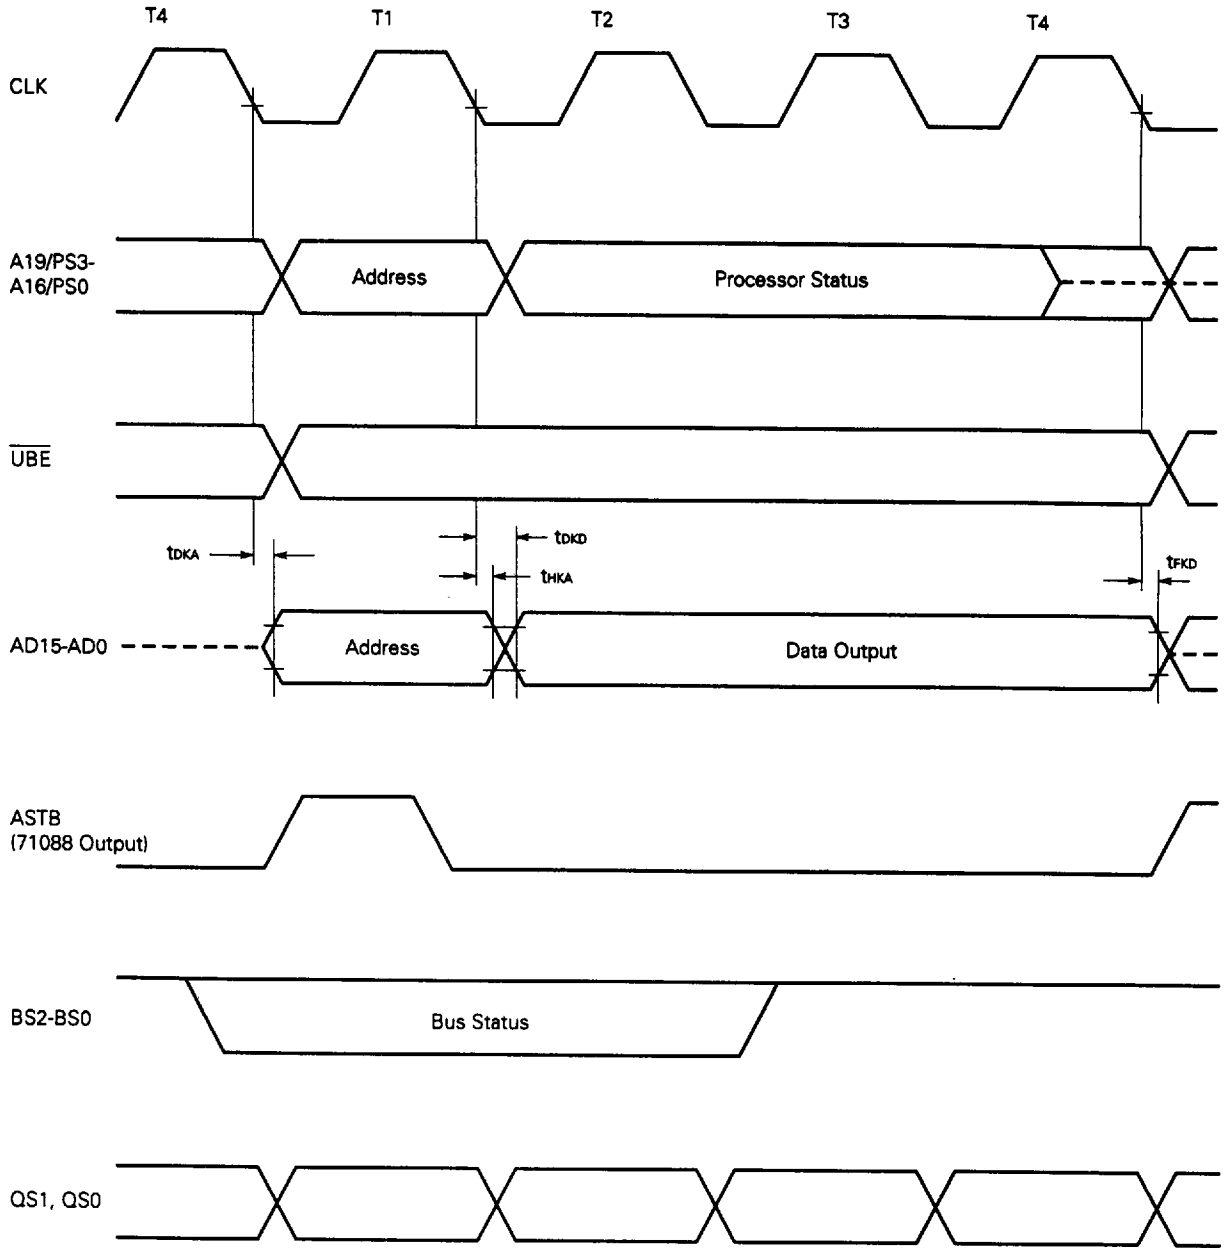 T4 T1 T2 T3 T4
CLK
A19/PS3-
A16/PS0
Address
Processor Status
UBE
tDKA
tDKD
tHKA
tFKD
AD15-AD0
Address
Data Output
ASTB
(71088 Output)
BS2-BS0
Bus Status
QS1, QS0